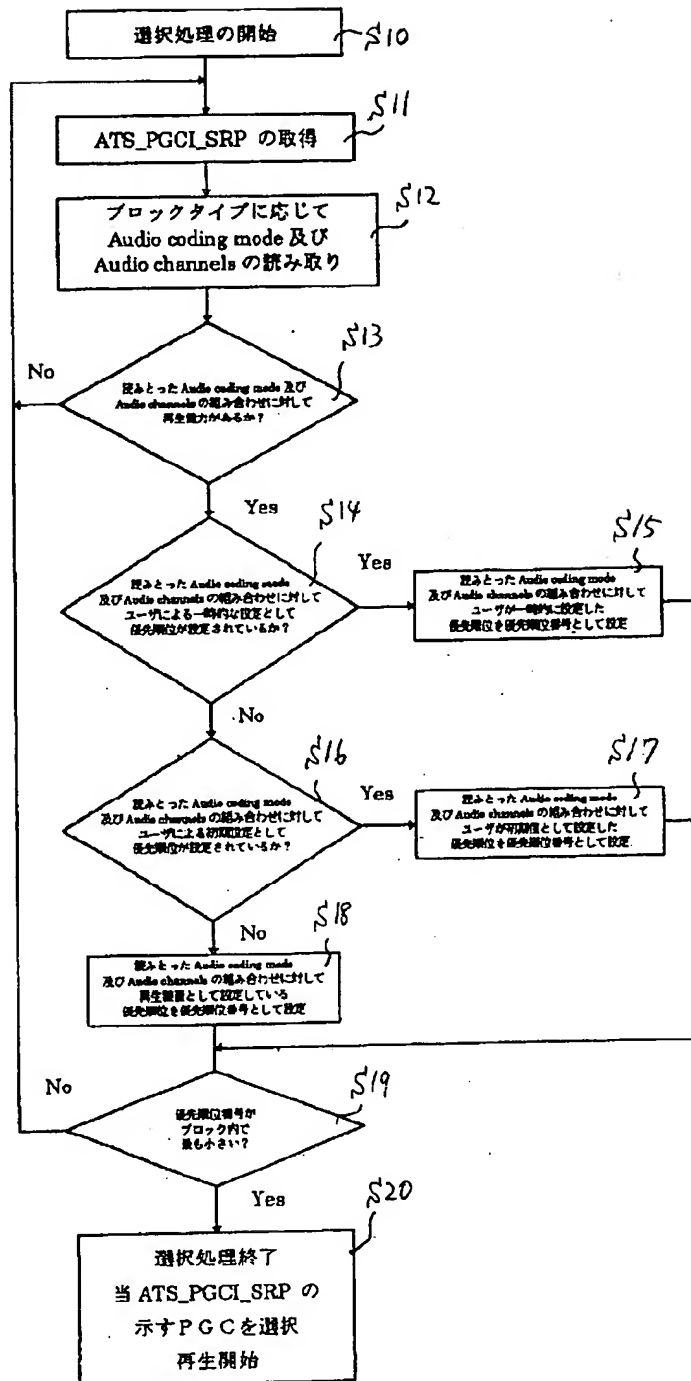 選択処理の開始
S10
S11
ATS_PGCI_SRP の取得
S12
ブロックタイプに応じて
Audio coding mode 及び
Audio channels の読み取り
S13
No
読みとった Audio coding mode 及び
Audio channels の組み合わせに対して
再生能力があるか？
Yes
S14
読みとった Audio coding mode
及び Audio channels の組み合わせに対して
ユーザによる一時的な設定として
優先順位が設定されているか？
Yes
S15
読みとった Audio coding mode
及び Audio channels の組み合わせに対して
ユーザが一時的に設定した
優先順位を優先順位番号として設定
No
S16
読みとった Audio coding mode
及び Audio channels の組み合わせに対して
ユーザによる初期設定として
優先順位が設定されているか？
Yes
S17
読みとった Audio coding mode
及び Audio channels の組み合わせに対して
ユーザが初期値として設定した
優先順位を優先順位番号として設定
No
S18
読みとった Audio coding mode
及び Audio channels の組み合わせに対して
再生装置として設定している
優先順位を優先順位番号として設定
No
S19
優先順位番号が
ブロック内で
最も小さい？
Yes
S20
選択処理終了
当 ATS_PGCI_SRP の
示すＰＧＣを選択
再生開始